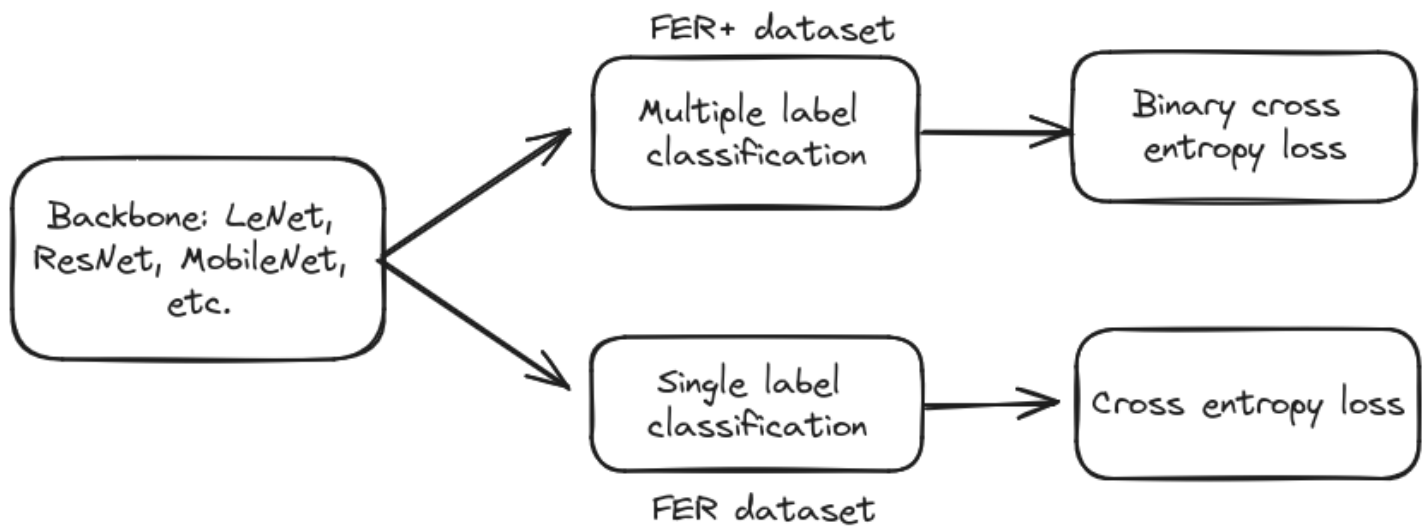 FER+ dataset
Multiple label
classification
Binary cross
entropy loss
Backbone: LeNet,
ResNet, MobileNet,
etc.
Single label
classification
Cross entropy loss
FER dataset